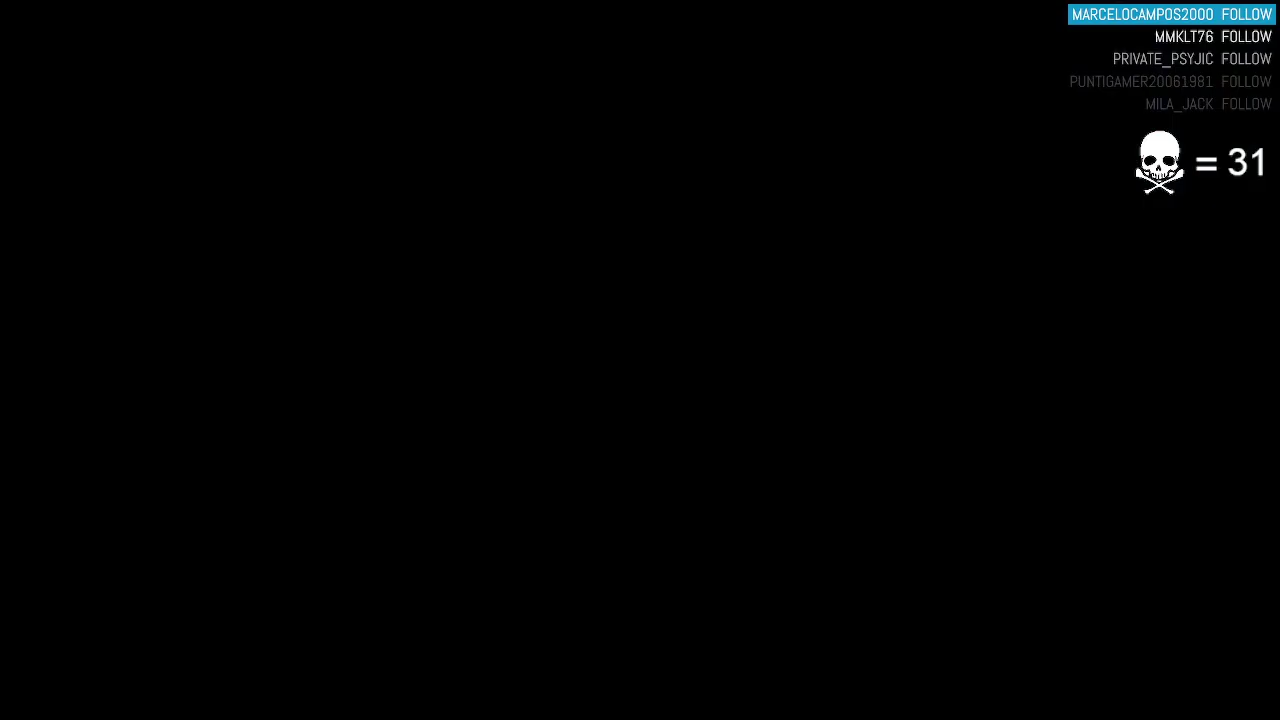 MARCELOCAMPOS2000 FOLLOW
MMKLT76 FOLLOW
PRIVATE_PSYJIC FOLLOW
PUNTIGAMER20061981 FOLLOW
MILA_JACK FOLLOW
= 31